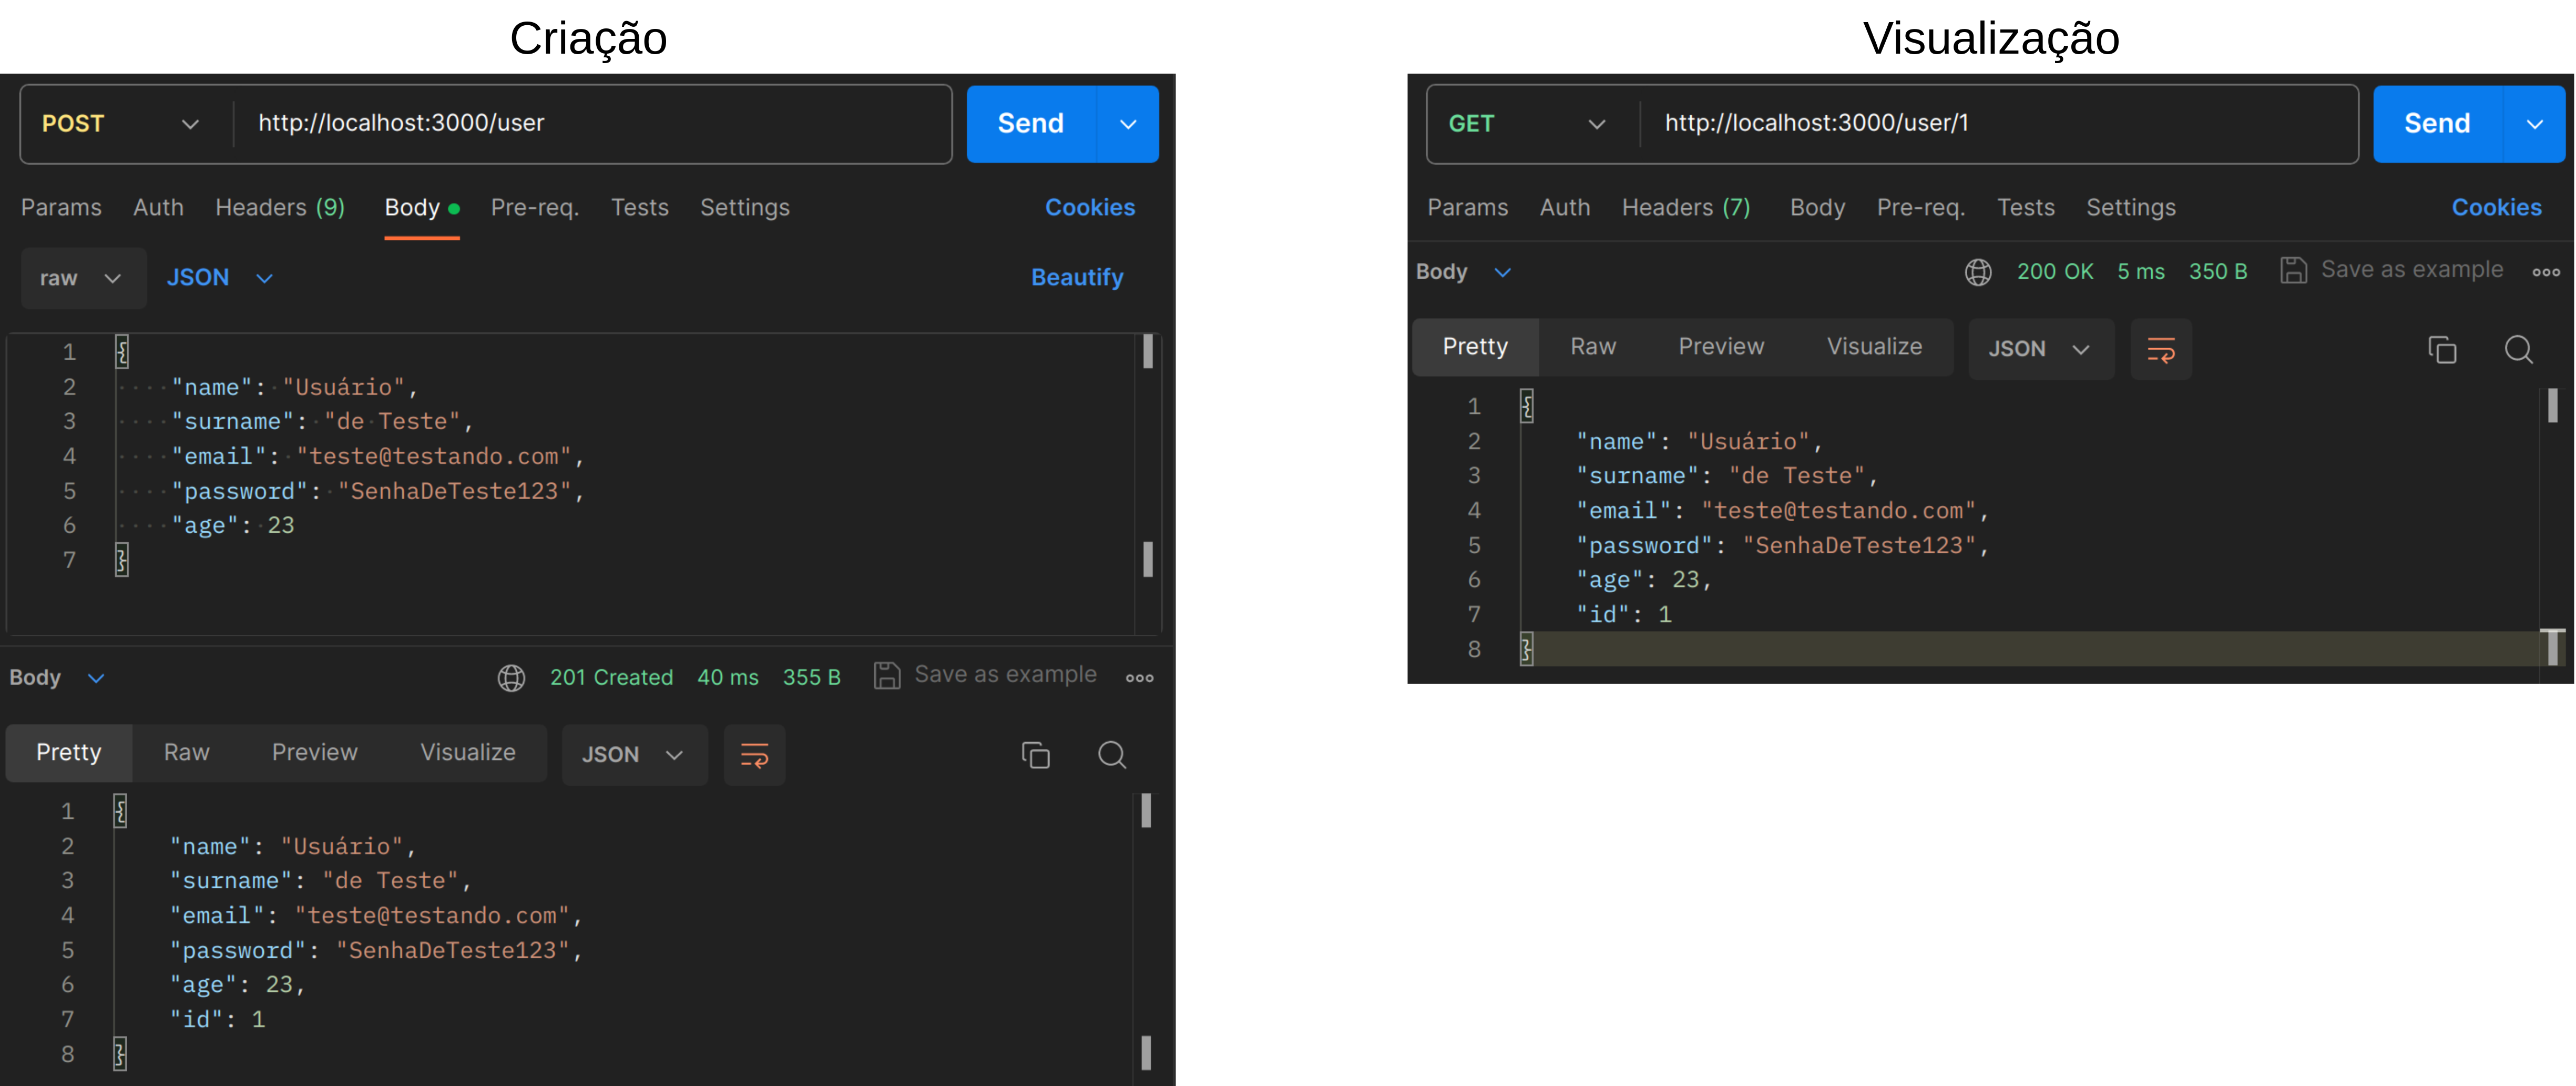 Criação
POST http://localhost:3000/user Send
Params Auth Headers (9) Body Pre-req. Tests Settings Cookies
raw JSON Beautify
1 {
2 "name": "Usuário",
3 "surname": "de Teste",
4 "email": "teste@testando.com",
5 "password": "SenhaDeTeste123",
6 "age": 23
7 }
Body 201 Created 40 ms 355 B Save as example
Pretty Raw Preview Visualize JSON
1 {
2 "name": "Usuário",
3 "surname": "de Teste",
4 "email": "teste@testando.com",
5 "password": "SenhaDeTeste123",
6 "age": 23,
7 "id": 1
8 }
Visualização
GET http://localhost:3000/user/1 Send
Params Auth Headers (7) Body Pre-req. Tests Settings Cookies
Body 200 OK 5 ms 350 B Save as example
Pretty Raw Preview Visualize JSON
1 {
2 "name": "Usuário",
3 "surname": "de Teste",
4 "email": "teste@testando.com",
5 "password": "SenhaDeTeste123",
6 "age": 23,
7 "id": 1
8 }